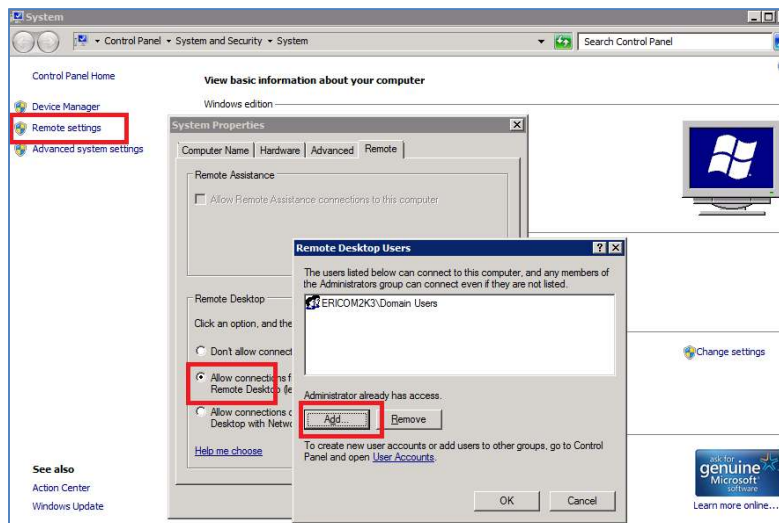 System
Control Panel ▸ System and Security ▸ System
Search Control Panel
Control Panel Home
Device Manager
Remote settings
Advanced system settings
See also
Action Center
Windows Update
View basic information about your computer
Windows edition
System Properties
Computer Name
Hardware
Advanced
Remote
Remote Assistance
Allow Remote Assistance connections to this computer
Remote Desktop
Click an option, and the
Don't allow connect
Allow connections f
Remote Desktop (le
Allow connections o
Desktop with Netwo
Help me choose
Remote Desktop Users
The users listed below can connect to this computer, and any members of
the Administrators group can connect even if they are not listed.
ERICOM2K3\Domain Users
Administrator already has access.
Add...
Remove
To create new user accounts or add users to other groups, go to Control
Panel and open User Accounts.
OK
Cancel
Change settings
ask for
genuine
Microsoft
software
Learn more online...